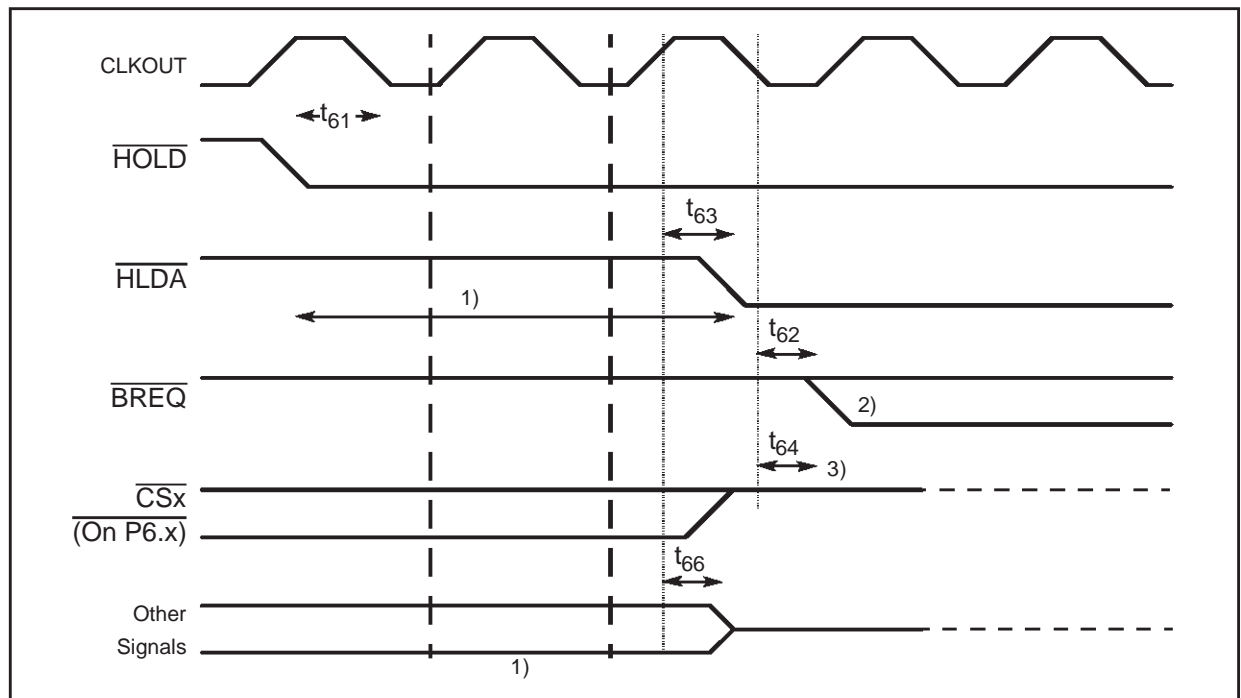 CLKOUT
t61
HOLD
t63
HLDA
1)
t62
BREQ
2)
t64
3)
CSx
(On P6.x)
t66
Other
Signals
1)